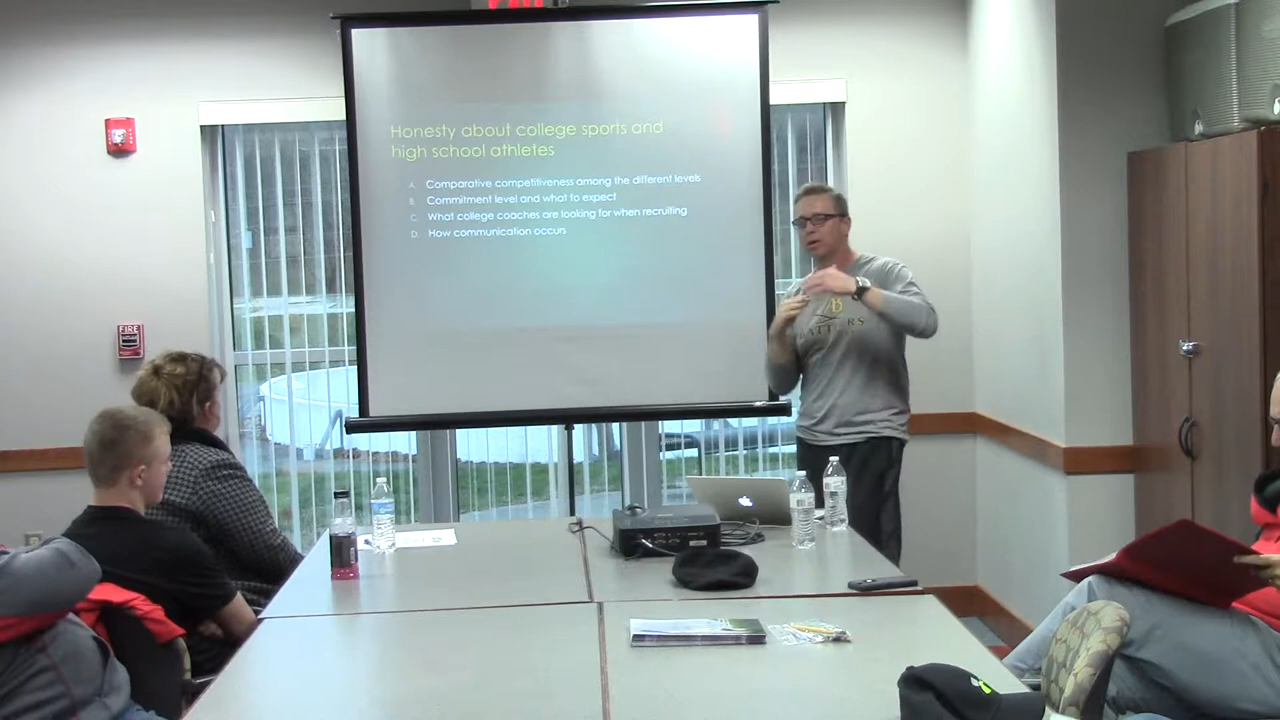 EXIT
Honesty about college sports and
high school athletes
A. Comparative competitiveness among the different levels
B. Commitment level and what to expect
C. What college coaches are looking for when recruiting
D. How communication occurs
FIRE
B